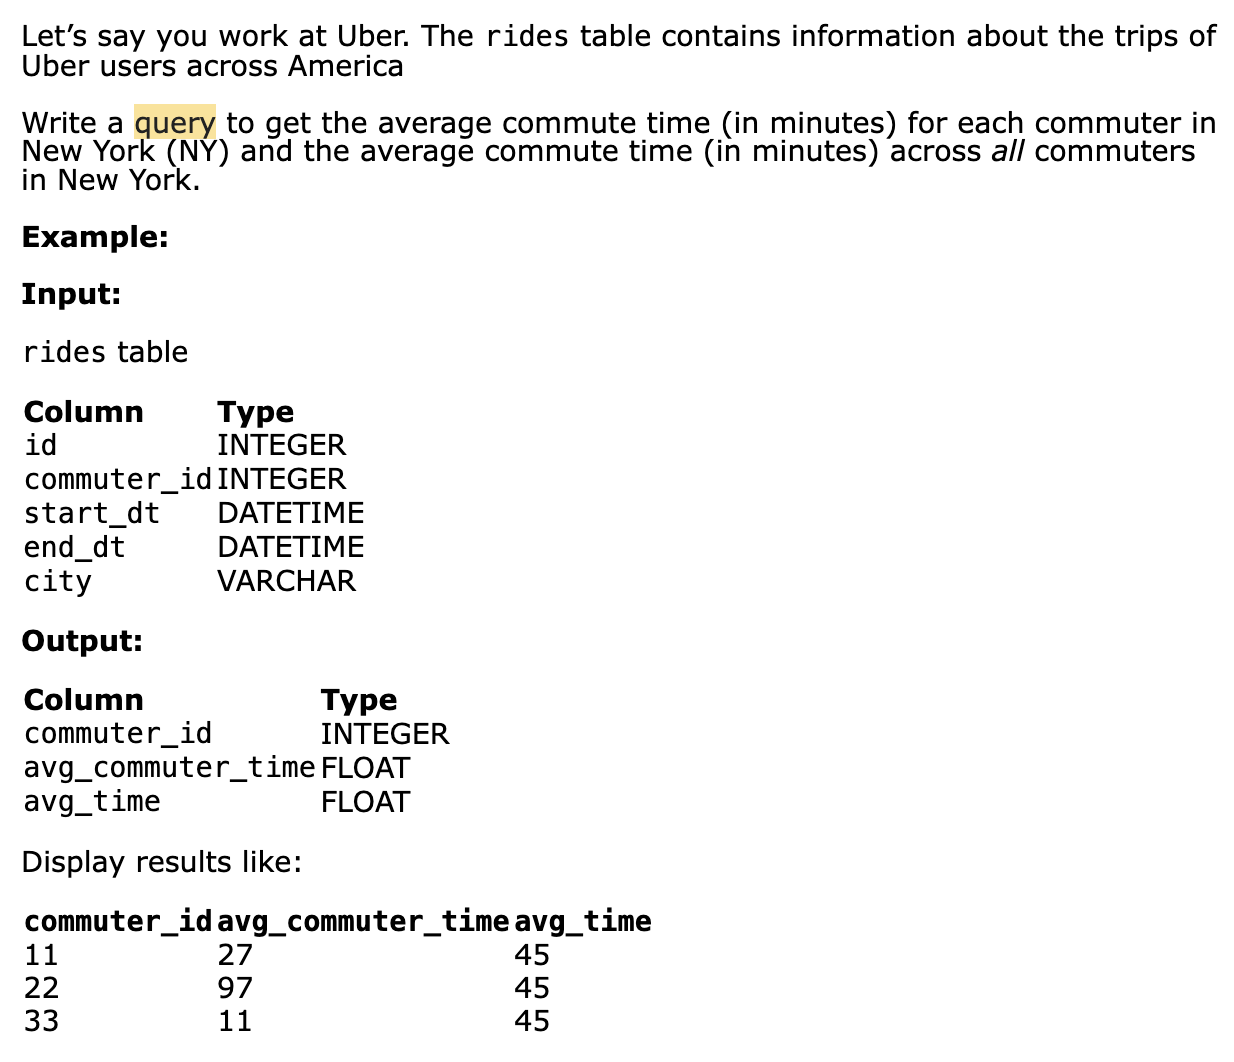 Let’s say you work at Uber. The rides table contains information about the trips of
Uber users across America
Write a query to get the average commute time (in minutes) for each commuter in
New York (NY) and the average commute time (in minutes) across all commuters
in New York.
Example:
Input:
rides table
Column Type
id INTEGER
commuter_id INTEGER
start_dt DATETIME
end_dt DATETIME
city VARCHAR
Output:
Column Type
commuter_id INTEGER
avg_commuter_time FLOAT
avg_time FLOAT
Display results like:
commuter_id avg_commuter_time avg_time
11 27 45
22 97 45
33 11 45